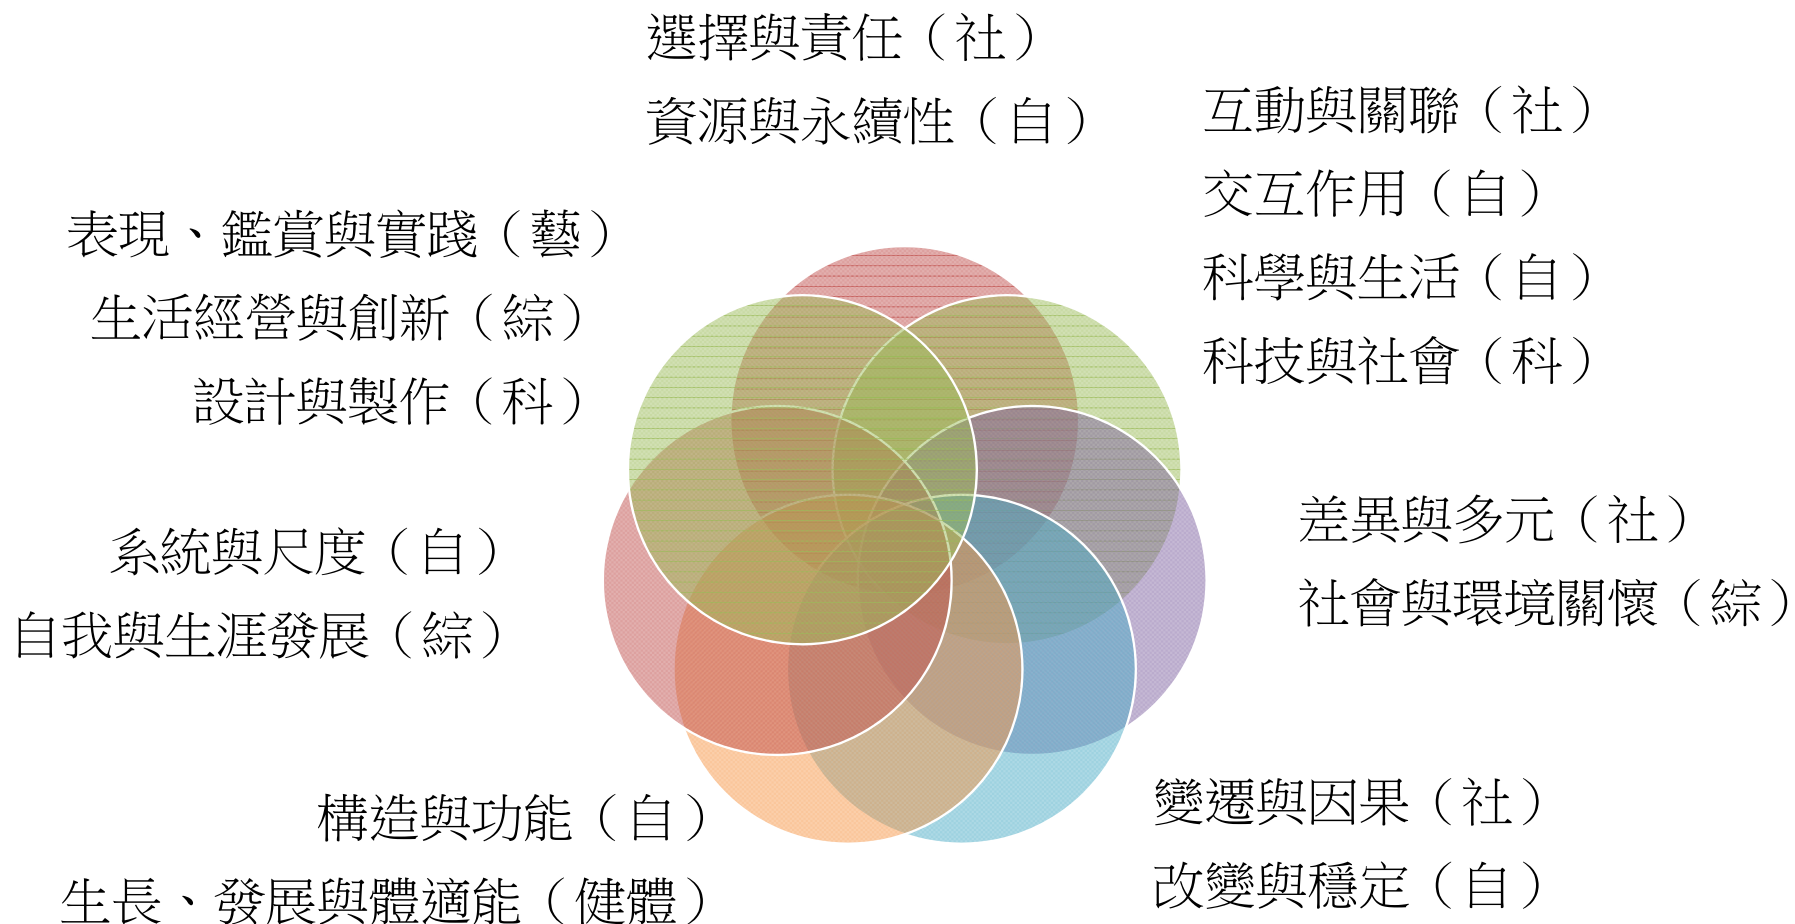 選擇與責任（社）
資源與永續性（自）
互動與關聯（社）
交互作用（自）
科學與生活（自）
科技與社會（科）
差異與多元（社）
社會與環境關懷（綜）
變遷與因果（社）
改變與穩定（自）
構造與功能（自）
生長、發展與體適能（健體）
系統與尺度（自）
自我與生涯發展（綜）
表現、鑑賞與實踐（藝）
生活經營與創新（綜）
設計與製作（科）